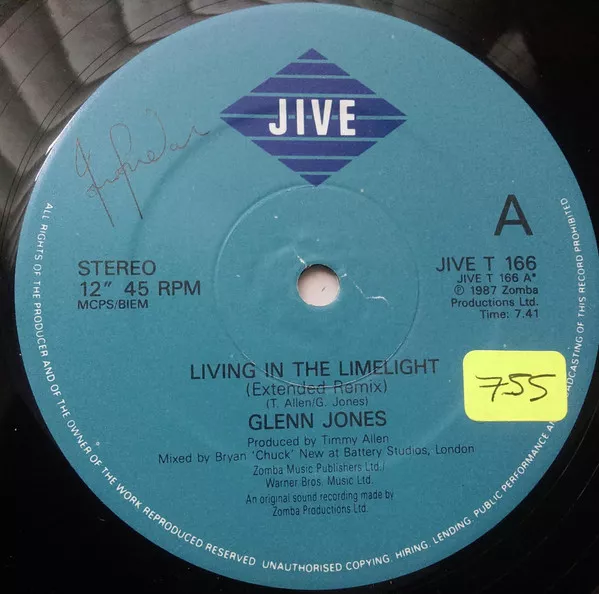 JIVE
A
STEREO
12" 45 RPM
MCPS/BIEM
JIVE T 166
JIVE T 166 A*
℗ 1987 Zomba
Productions Ltd.
Time: 7.41
LIVING IN THE LIMELIGHT
(Extended Remix)
(T. Allen/G. Jones)
GLENN JONES
Produced by Timmy Allen
Mixed by Bryan 'Chuck' New at Battery Studios, London
Zomba Music Publishers Ltd./
Warner Bros. Music Ltd.
An original sound recording made by
Zomba Productions Ltd.
755
ALL RIGHTS OF THE PRODUCER AND OF THE OWNER OF THE WORK REPRODUCED RESERVED. UNAUTHORISED COPYING, HIRING, LENDING, PUBLIC PERFORMANCE AND BROADCASTING OF THIS RECORD PROHIBITED